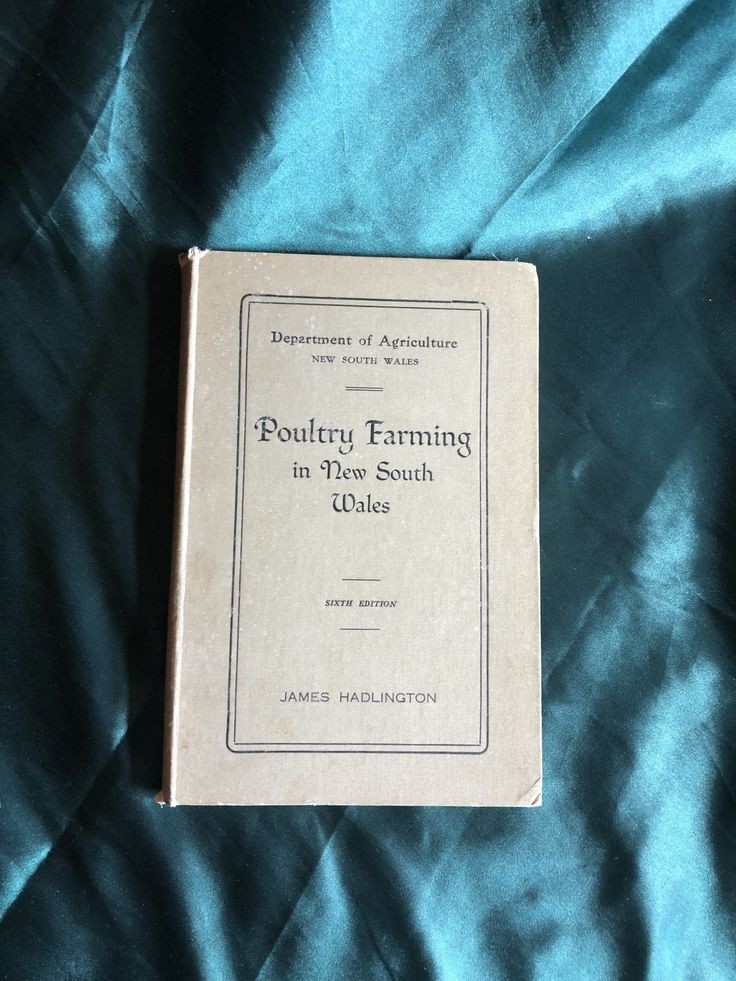 Department of Agriculture
NEW SOUTH WALES
Poultry Farming
in New South
Wales
SIXTH EDITION
JAMES HADLINGTON